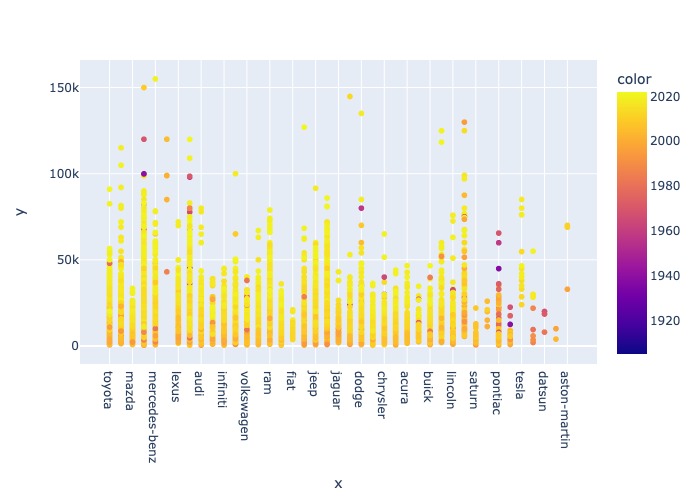 150k
100k
50k
0
y
toyota
mazda
mercedes-benz
lexus
audi
infiniti
volkswagen
ram
fiat
jeep
jaguar
dodge
chrysler
acura
buick
lincoln
saturn
pontiac
tesla
datsun
aston-martin
x
color
2020
2000
1980
1960
1940
1920